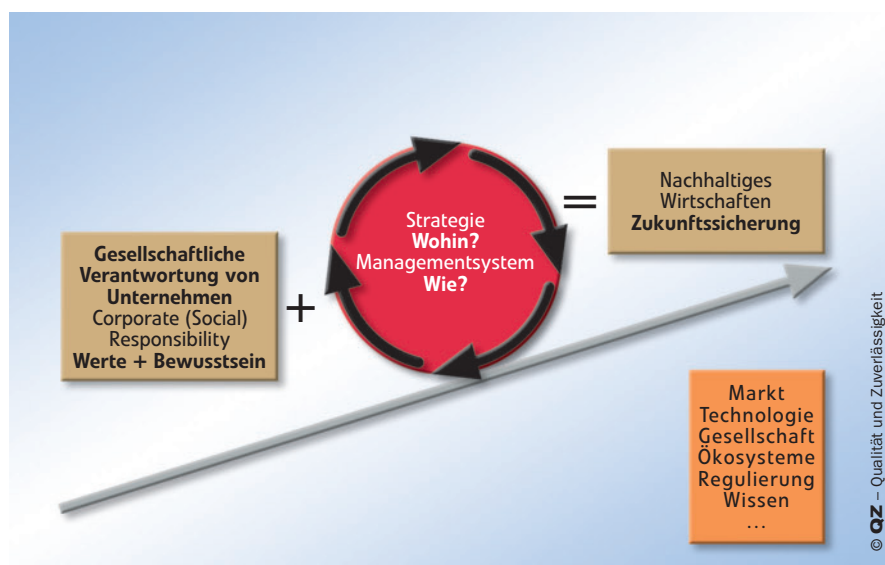 Gesellschaftliche
Verantwortung von
Unternehmen
Corporate (Social)
Responsibility
Werte + Bewusstsein
+
Strategie
Wohin?
Managementsystem
Wie?
=
Nachhaltiges
Wirtschaften
Zukunftssicherung
Markt
Technologie
Gesellschaft
Ökosysteme
Regulierung
Wissen
...
© QZ – Qualität und Zuverlässigkeit